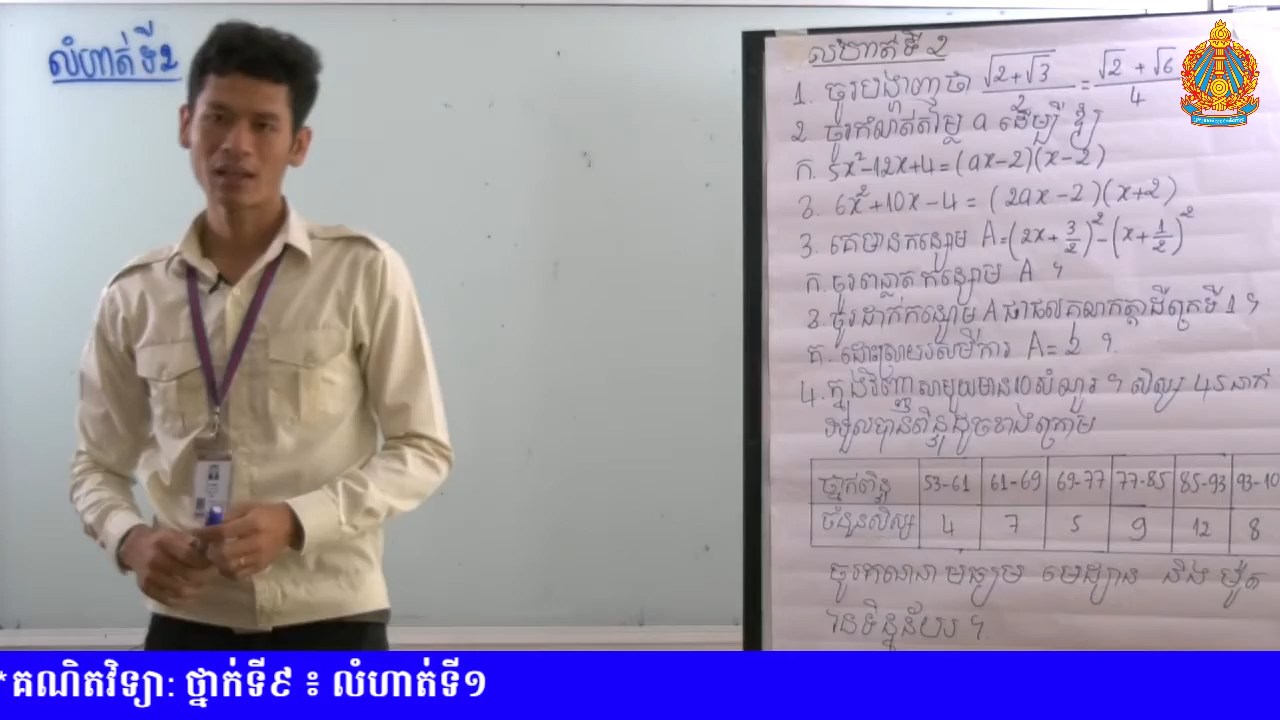 លំហាត់ទី២
លំហាត់ទី ២
1. ចូរបង្ហាញថា √(2+√3)/2 = (√2 + √6)/4
2. ចូរកំណត់តម្លៃ a ដើម្បី ឱ្យ
ក. 5x²-12x+4=(ax-2)(x-2)
ខ. 6x²+10x-4 = (2ax-2)(x+2)
3. គេមានកន្សោម A=(2x+3/2)²-(x+1/2)²
ក. ចូរពន្លាតកន្សោម A ។
ខ. ចូរដាក់កន្សោម A ជាផលគុណកត្តាដឺក្រេទី 1 ។
គ. ដោះស្រាយសមីការ A= 2 ។
4. ក្នុងវិញ្ញាសាមួយមាន 10 សំណួរ ។ សិស្ស 45 នាក់
ទទួលបានពិន្ទុដូចខាងក្រោម
ថ្នាក់ពិន្ទុ 53-61 61-69 69-77 77-85 85-93 93-10
ចំនួនសិស្ស 4 7 5 9 12 8
ចូរគណនា មធ្យម មេដ្យាន និង ម៉ូត
នៃទិន្នន័យ ។
*គណិតវិទ្យា: ថ្នាក់ទី៩ ៖ លំហាត់ទី១